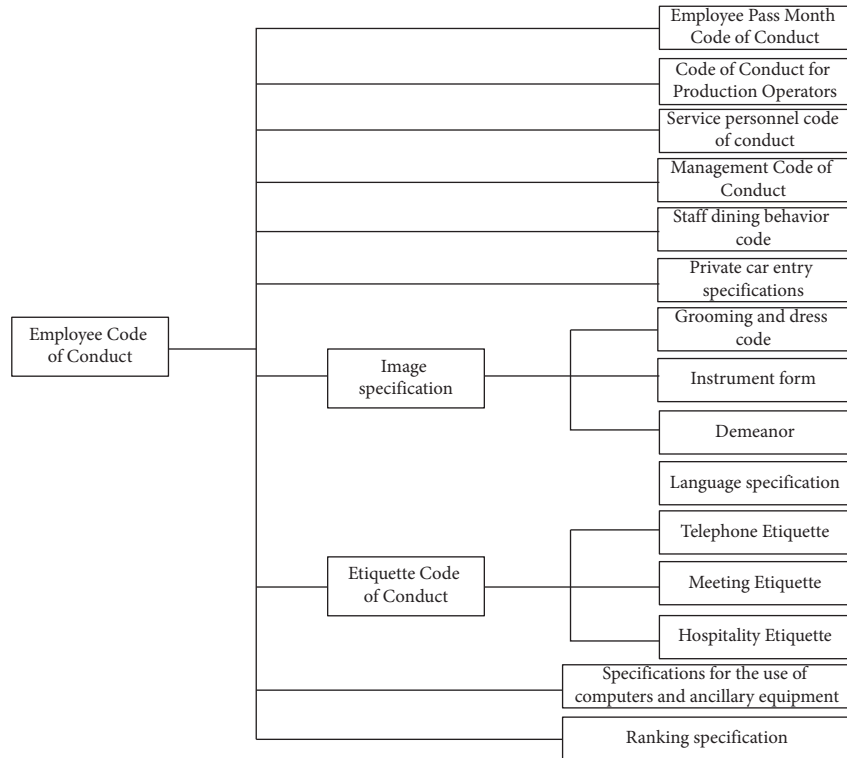 Employee Pass Month
Code of Conduct
Code of Conduct for
Production Operators
Service personnel code
of conduct
Management Code of
Conduct
Staff dining behavior
code
Private car entry
specifications
Employee Code
of Conduct
Image
specification
Grooming and dress
code
Instrument form
Demeanor
Language specification
Etiquette Code
of Conduct
Telephone Etiquette
Meeting Etiquette
Hospitality Etiquette
Specifications for the use of
computers and ancillary equipment
Ranking specification